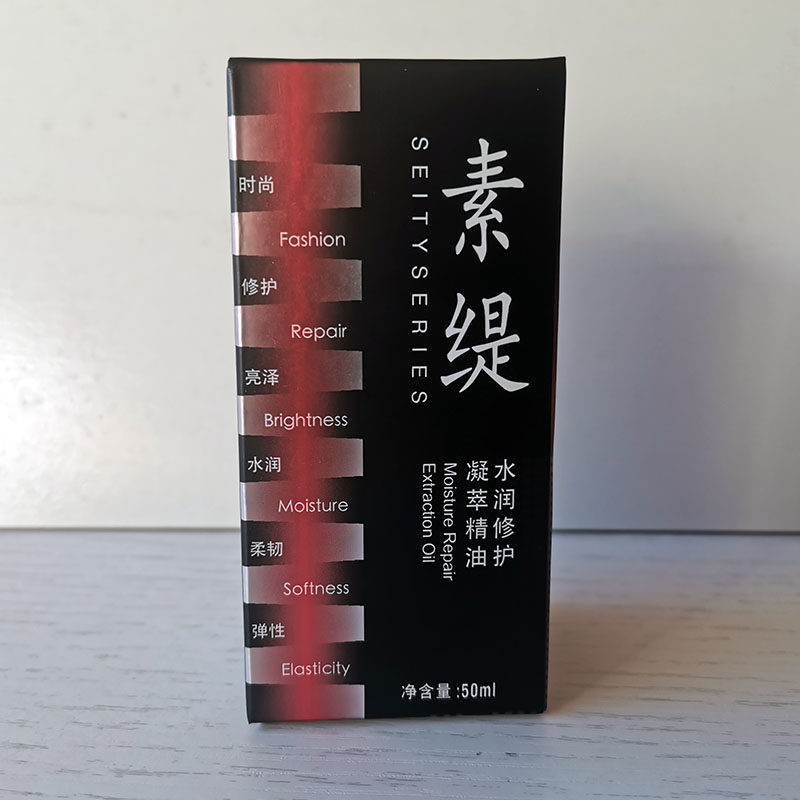 时尚
Fashion
修护
Repair
亮泽
Brightness
水润
Moisture
柔韧
Softness
弹性
Elasticity
素缇
SEITYSERIES
水润修护
凝萃精油
Moisture Repair
Extraction Oil
净含量:50ml